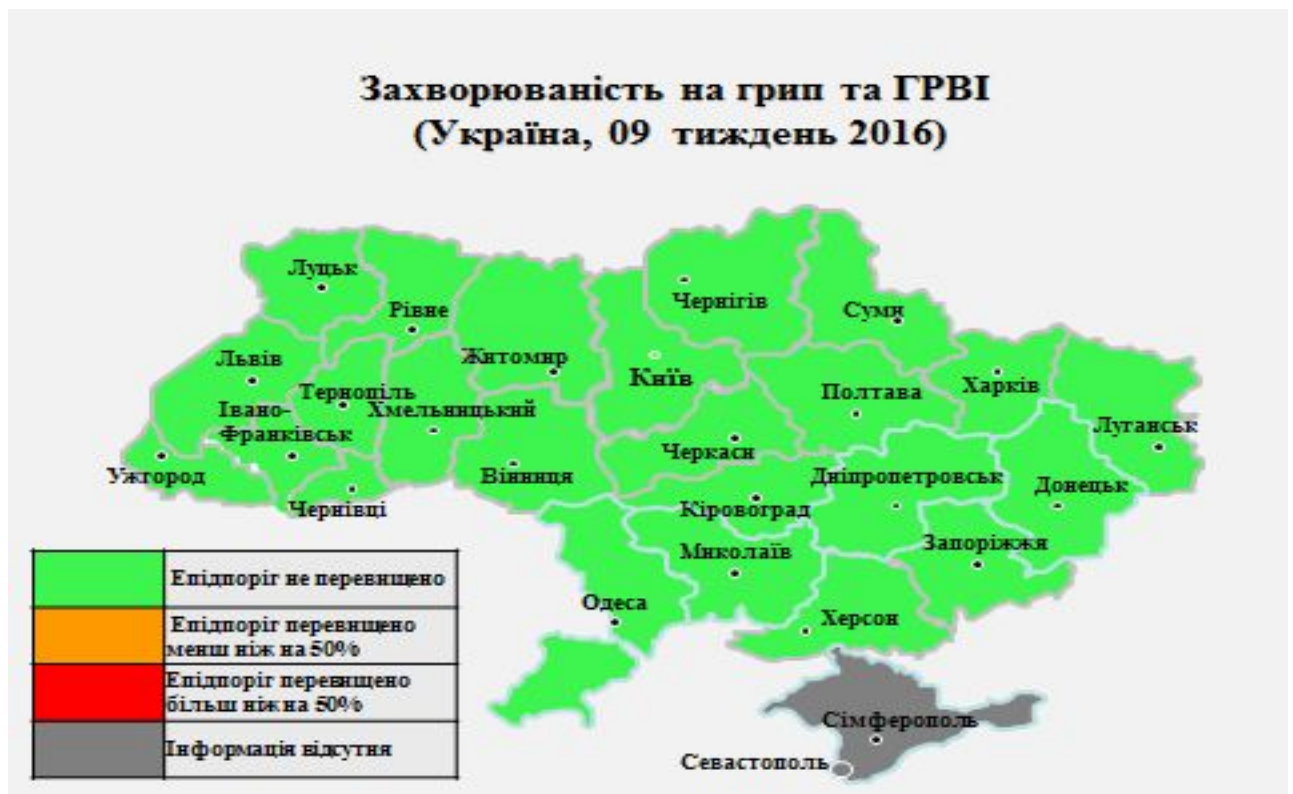 Захворюваність на грип та ГРВІ
(Україна, 09 тиждень 2016)
Луцьк
Рівне
Чернігів
Суми
Львів
Житомир
Київ
Харків
Тернопіль
Полтава
Івано-
Франківськ
Хмельницький
Луганськ
Черкаси
Ужгород
Вінниця
Дніпропетровськ
Донецьк
Чернівці
Кіровоград
Запоріжжя
Миколаїв
Одеса
Херсон
Сімферополь
Севастополь
Епідпоріг не перевищено
Епідпоріг перевищено
менш ніж на 50%
Епідпоріг перевищено
більш ніж на 50%
Інформація відсутня